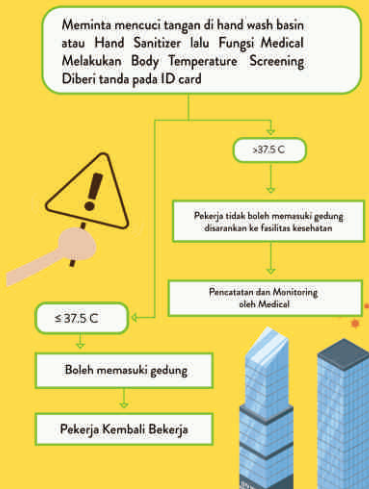 Meminta mencuci tangan di hand wash basin
atau Hand Sanitizer lalu Fungsi Medical
Melakukan Body Temperature Screening
Diberi tanda pada ID card
>37.5 C
Pekerja tidak boleh memasuki gedung
disarankan ke fasilitas kesehatan
Pencatatan dan Monitoring
oleh Medical
≤ 37.5 C
Boleh memasuki gedung
Pekerja Kembali Bekerja